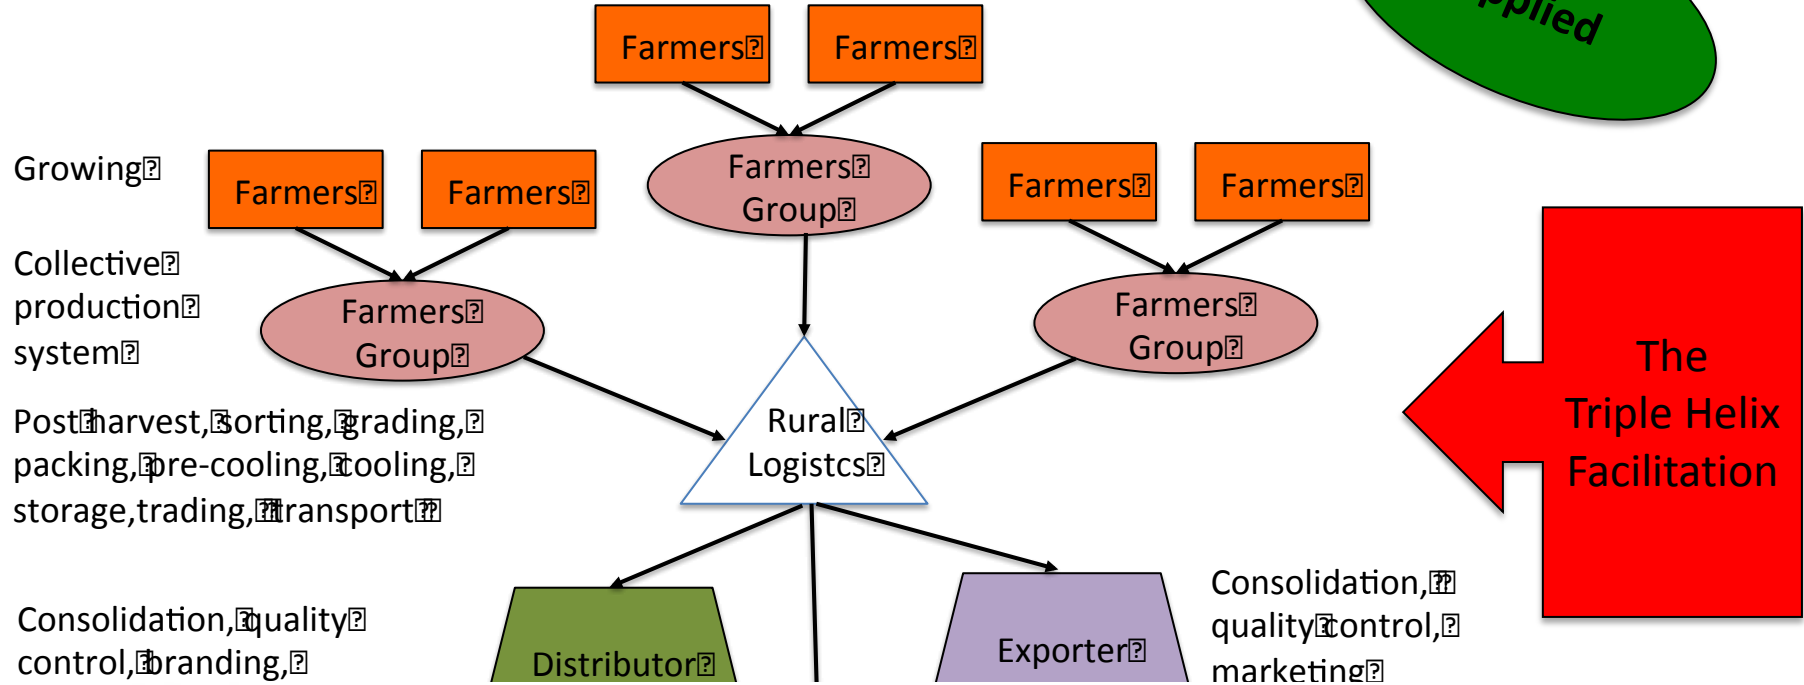 Farmers
Farmers
Farmers
Group
Growing
Farmers
Farmers
Farmers
Farmers
Collective
production
system
Farmers
Group
Farmers
Group
The
Triple Helix
Facilitation
Post harvest, sorting, grading,
packing, pre-cooling, cooling,
storage,trading, transport
Rural
Logistcs
Consolidation, quality
control, branding,
Distributor
Exporter
Consolidation,
quality control,
marketing